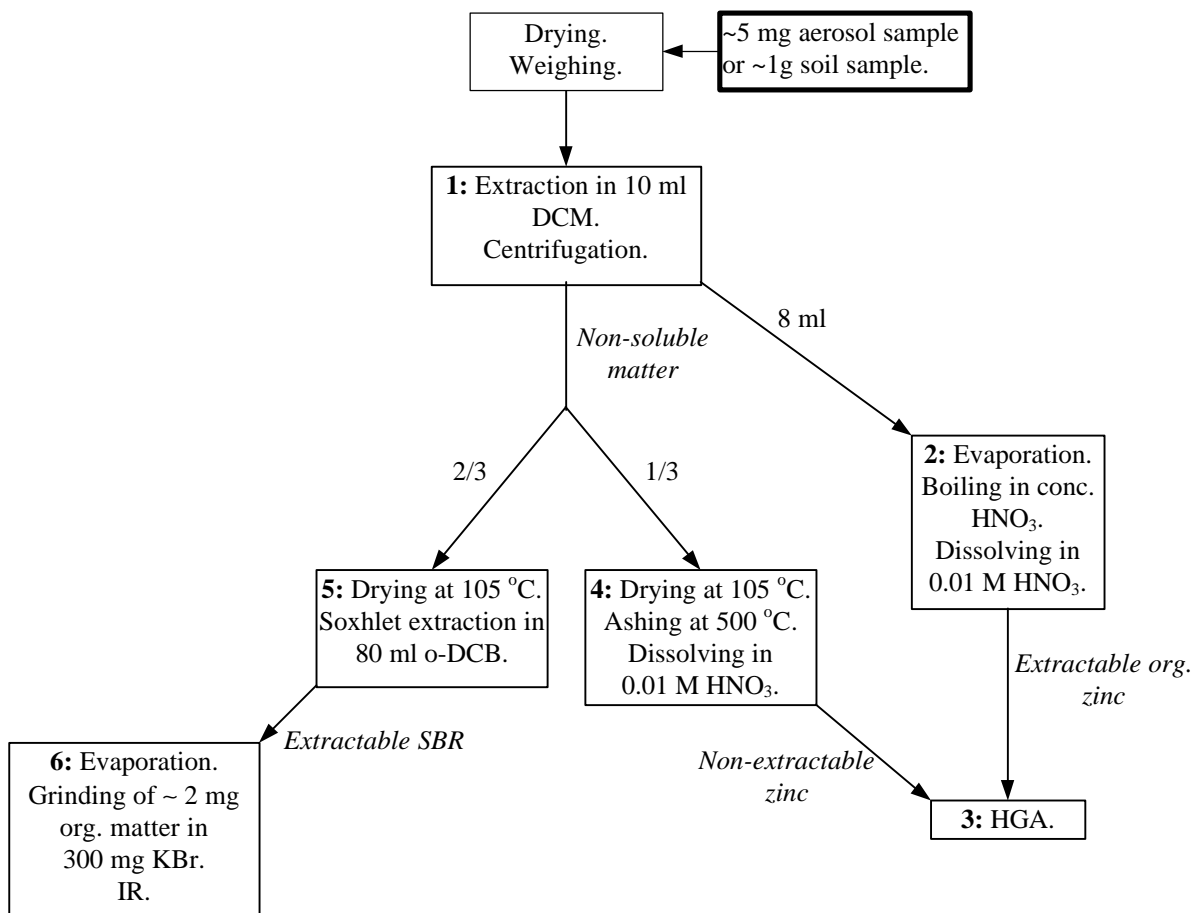 Drying.
Weighing.
~5 mg aerosol sample
or ~1g soil sample.
1: Extraction in 10 ml
DCM.
Centrifugation.
Non-soluble
matter
8 ml
2/3
1/3
2: Evaporation.
Boiling in conc.
HNO₃.
Dissolving in
0.01 M HNO₃.
5: Drying at 105 °C.
Soxhlet extraction in
80 ml o-DCB.
4: Drying at 105 °C.
Ashing at 500 °C.
Dissolving in
0.01 M HNO₃.
Extractable org.
zinc
Extractable SBR
Non-extractable
zinc
6: Evaporation.
Grinding of ~ 2 mg
org. matter in
300 mg KBr.
IR.
3: HGA.